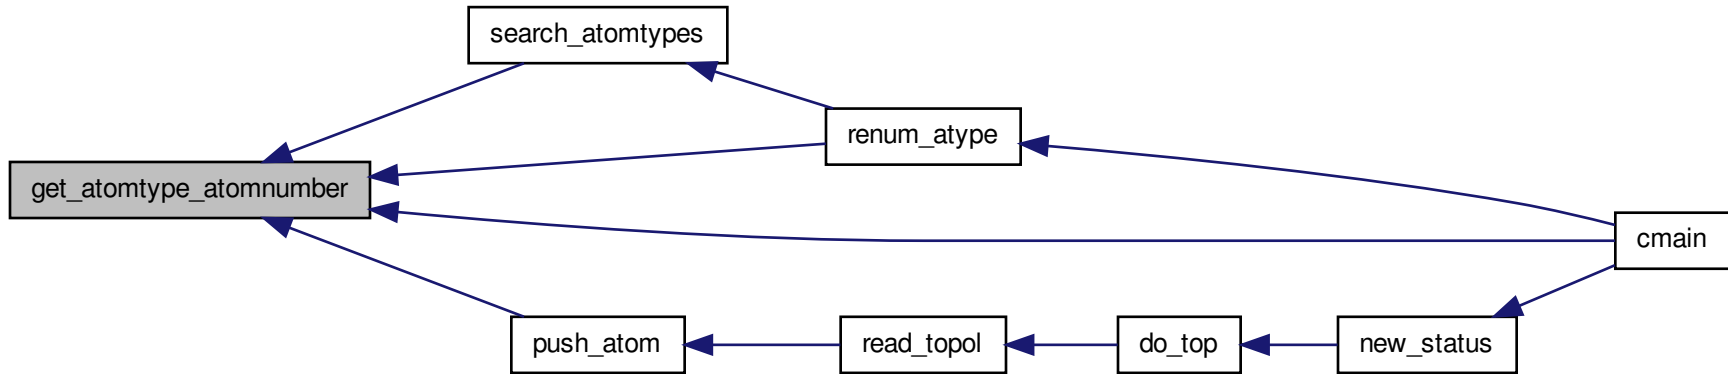 search_atomtypes
renum_atype
get_atomtype_atomnumber
cmain
push_atom
read_topol
do_top
new_status